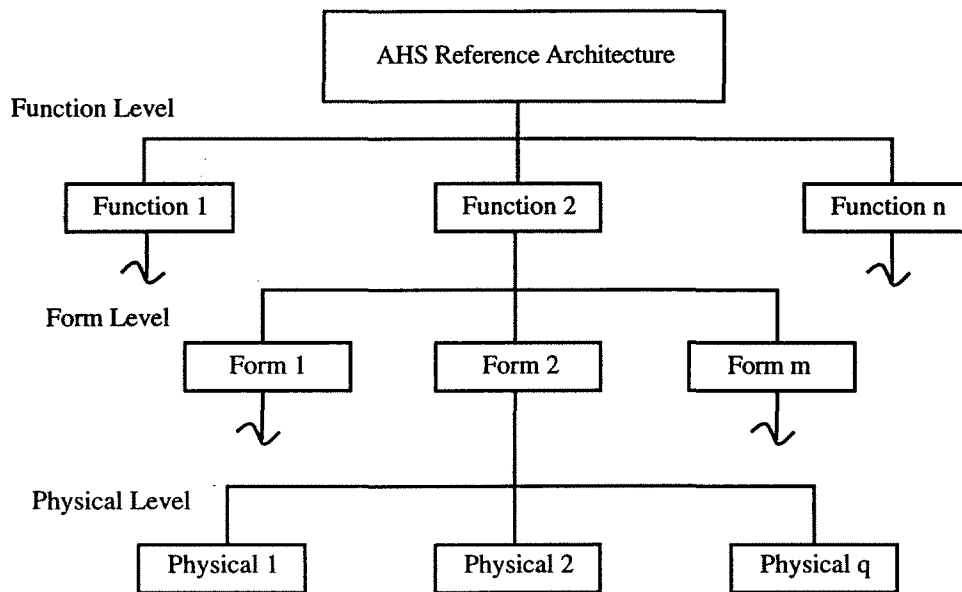 AHS Reference Architecture
Function Level
Function 1
Function 2
Function n
Form Level
Form 1
Form 2
Form m
Physical Level
Physical 1
Physical 2
Physical q